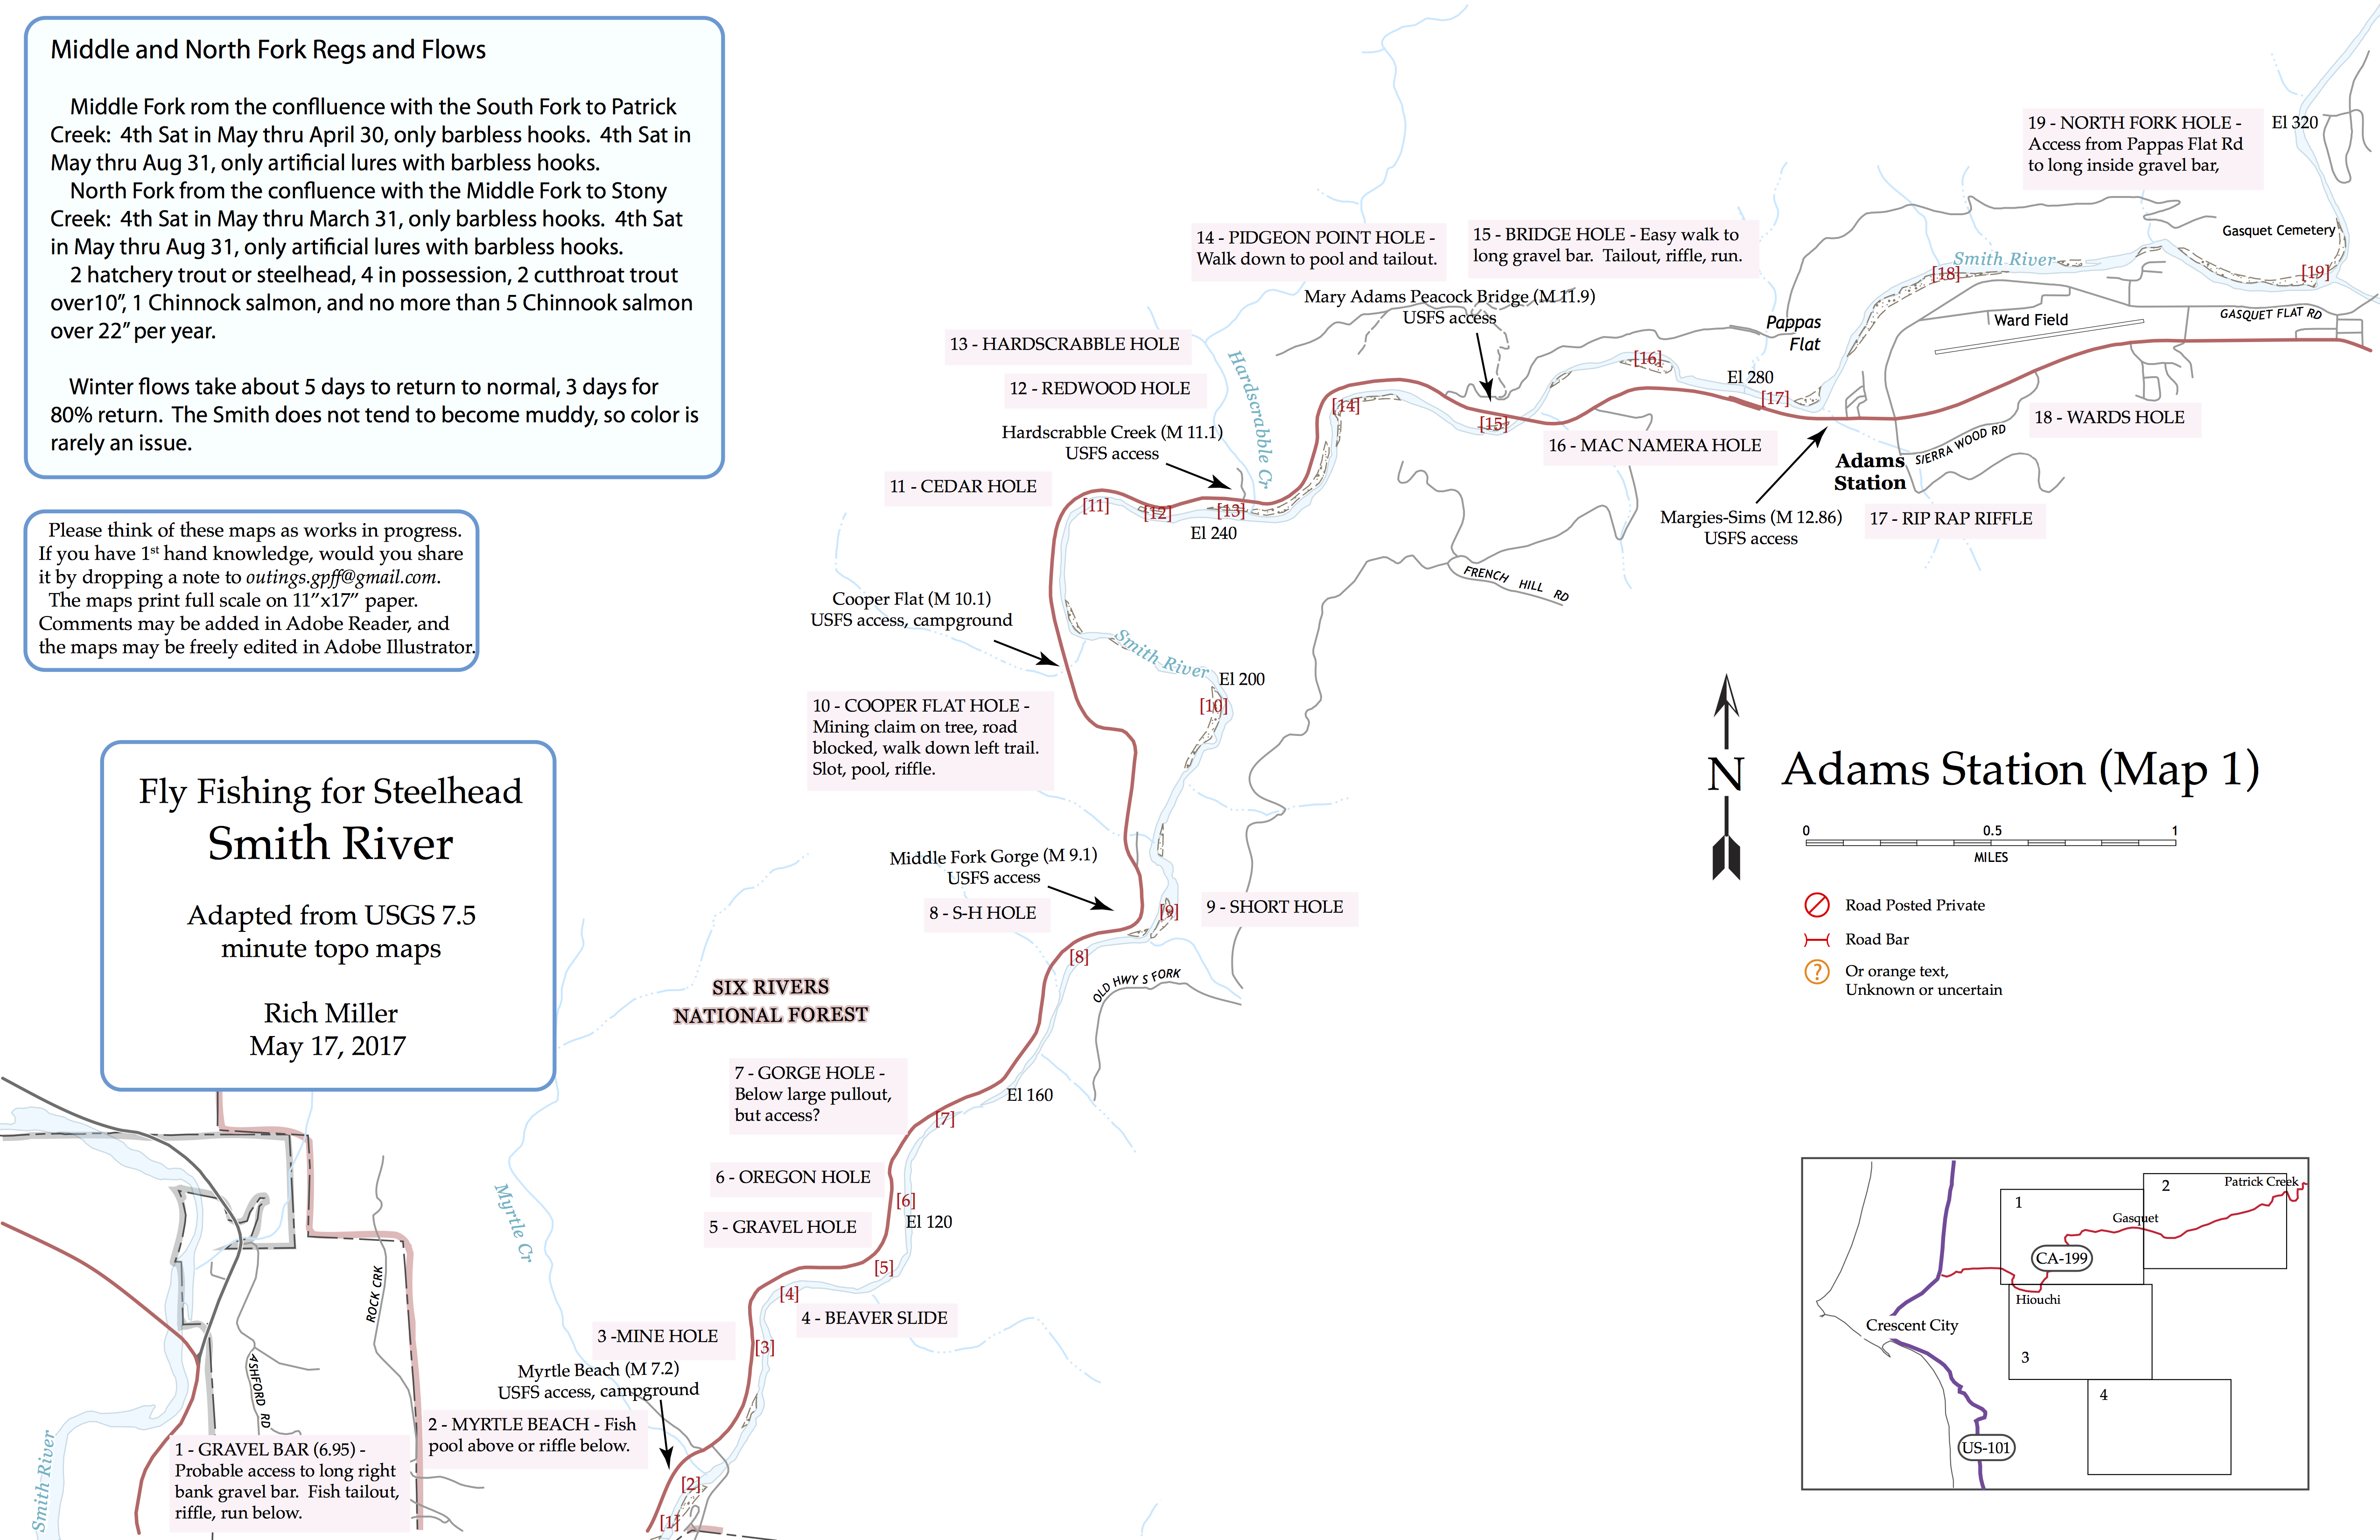 Middle and North Fork Regs and Flows
Middle Fork rom the conflluence with the South Fork to Patrick
Creek:  4th Sat in May thru April 30, only barbless hooks.  4th Sat in
May thru Aug 31, only artificial lures with barbless hooks.
North Fork from the confluence with the Middle Fork to Stony
Creek:  4th Sat in May thru March 31, only barbless hooks.  4th Sat
in May thru Aug 31, only artificial lures with barbless hooks.
2 hatchery trout or steelhead, 4 in possession, 2 cutthroat trout
over10”, 1 Chinnock salmon, and no more than 5 Chinnook salmon
over 22” per year.
Winter flows take about 5 days to return to normal, 3 days for
80% return.  The Smith does not tend to become muddy, so color is
rarely an issue.
Please think of these maps as works in progress.
If you have 1st hand knowledge, would you share
it by dropping a note to outings.gpff@gmail.com.
The maps print full scale on 11”x17” paper.
Comments may be added in Adobe Reader, and
the maps may be freely edited in Adobe Illustrator.
Fly Fishing for Steelhead
Smith River
Adapted from USGS 7.5
minute topo maps
Rich Miller
May 17, 2017
19 - NORTH FORK HOLE -
Access from Pappas Flat Rd
to long inside gravel bar,
El 320
Gasquet Cemetery
Smith River
[18]
[19]
14 - PIDGEON POINT HOLE -
Walk down to pool and tailout.
15 - BRIDGE HOLE - Easy walk to
long gravel bar.  Tailout, riffle, run.
Mary Adams Peacock Bridge (M 11.9)
USFS access
Pappas
Flat
Ward Field
GASQUET FLAT RD
13 - HARDSCRABBLE HOLE
12 - REDWOOD HOLE
Hardscrabble Cr
[16]
El 280
[17]
[14]
[15]
18 - WARDS HOLE
Hardscrabble Creek (M 11.1)
USFS access
16 - MAC NAMERA HOLE
SIERRA WOOD RD
Adams
Station
11 - CEDAR HOLE
[11]
[12]
[13]
El 240
Margies-Sims (M 12.86)
USFS access
17 - RIP RAP RIFFLE
FRENCH HILL RD
Cooper Flat (M 10.1)
USFS access, campground
Smith River
El 200
[10]
10 - COOPER FLAT HOLE -
Mining claim on tree, road
blocked, walk down left trail.
Slot, pool, riffle.
N
Adams Station (Map 1)
0 0.5 1
MILES
Middle Fork Gorge (M 9.1)
USFS access
8 - S-H HOLE
[9]
9 - SHORT HOLE
[8]
OLD HWY S FORK
Road Posted Private
Road Bar
?
Or orange text,
Unknown or uncertain
SIX RIVERS
NATIONAL FOREST
7 - GORGE HOLE -
Below large pullout,
but access?
El 160
[7]
6 - OREGON HOLE
[6]
El 120
5 - GRAVEL HOLE
[5]
Myrtle Cr
[4]
4 - BEAVER SLIDE
3 -MINE HOLE
[3]
Myrtle Beach (M 7.2)
USFS access, campground
2 - MYRTLE BEACH - Fish
pool above or riffle below.
[2]
[1]
ROCK CRK
ASHFORD RD
1 - GRAVEL BAR (6.95) -
Probable access to long right
bank gravel bar.  Fish tailout,
riffle, run below.
Smith River
1
2
Patrick Creek
Gasquet
CA-199
Hiouchi
Crescent City
3
4
US-101